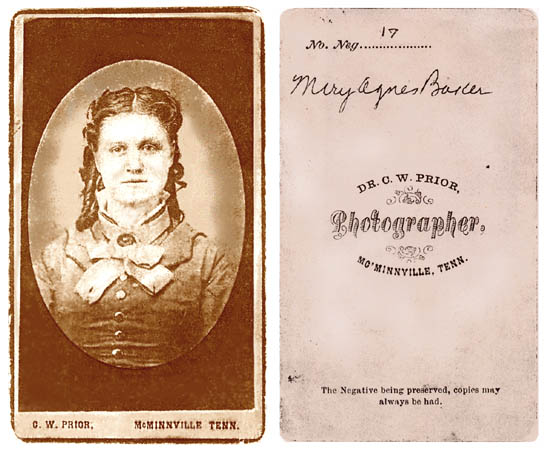 C. W. PRIOR, McMINNVILLE TENN.
No. Neg. 17
Mary Agnes Baker
DR. C. W. PRIOR,
Photographer,
McMINNVILLE, TENN.
The Negative being preserved, copies may
always be had.